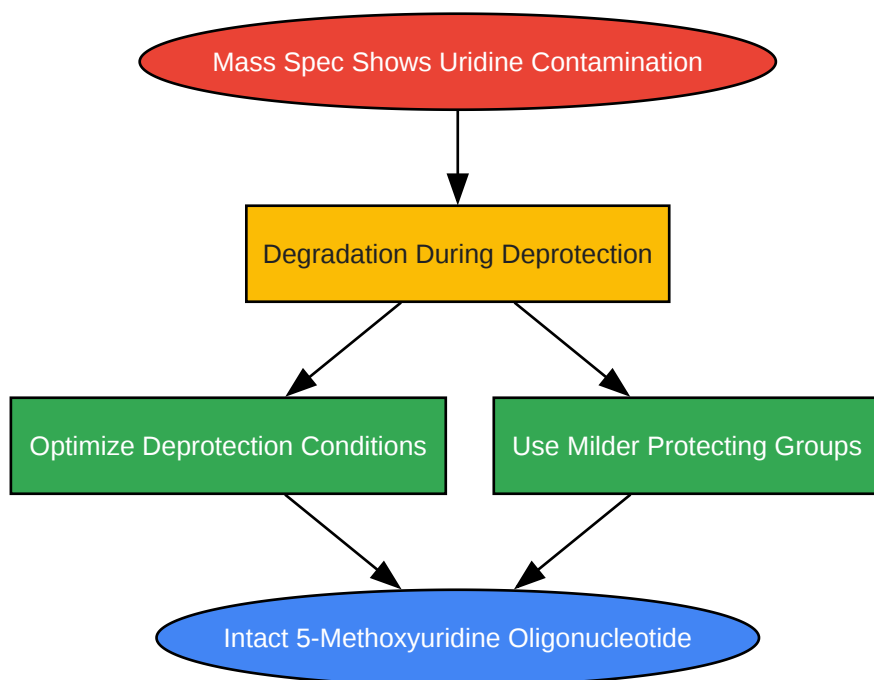 Mass Spec Shows Uridine Contamination
Degradation During Deprotection
Optimize Deprotection Conditions
Use Milder Protecting Groups
Intact 5-Methoxyuridine Oligonucleotide